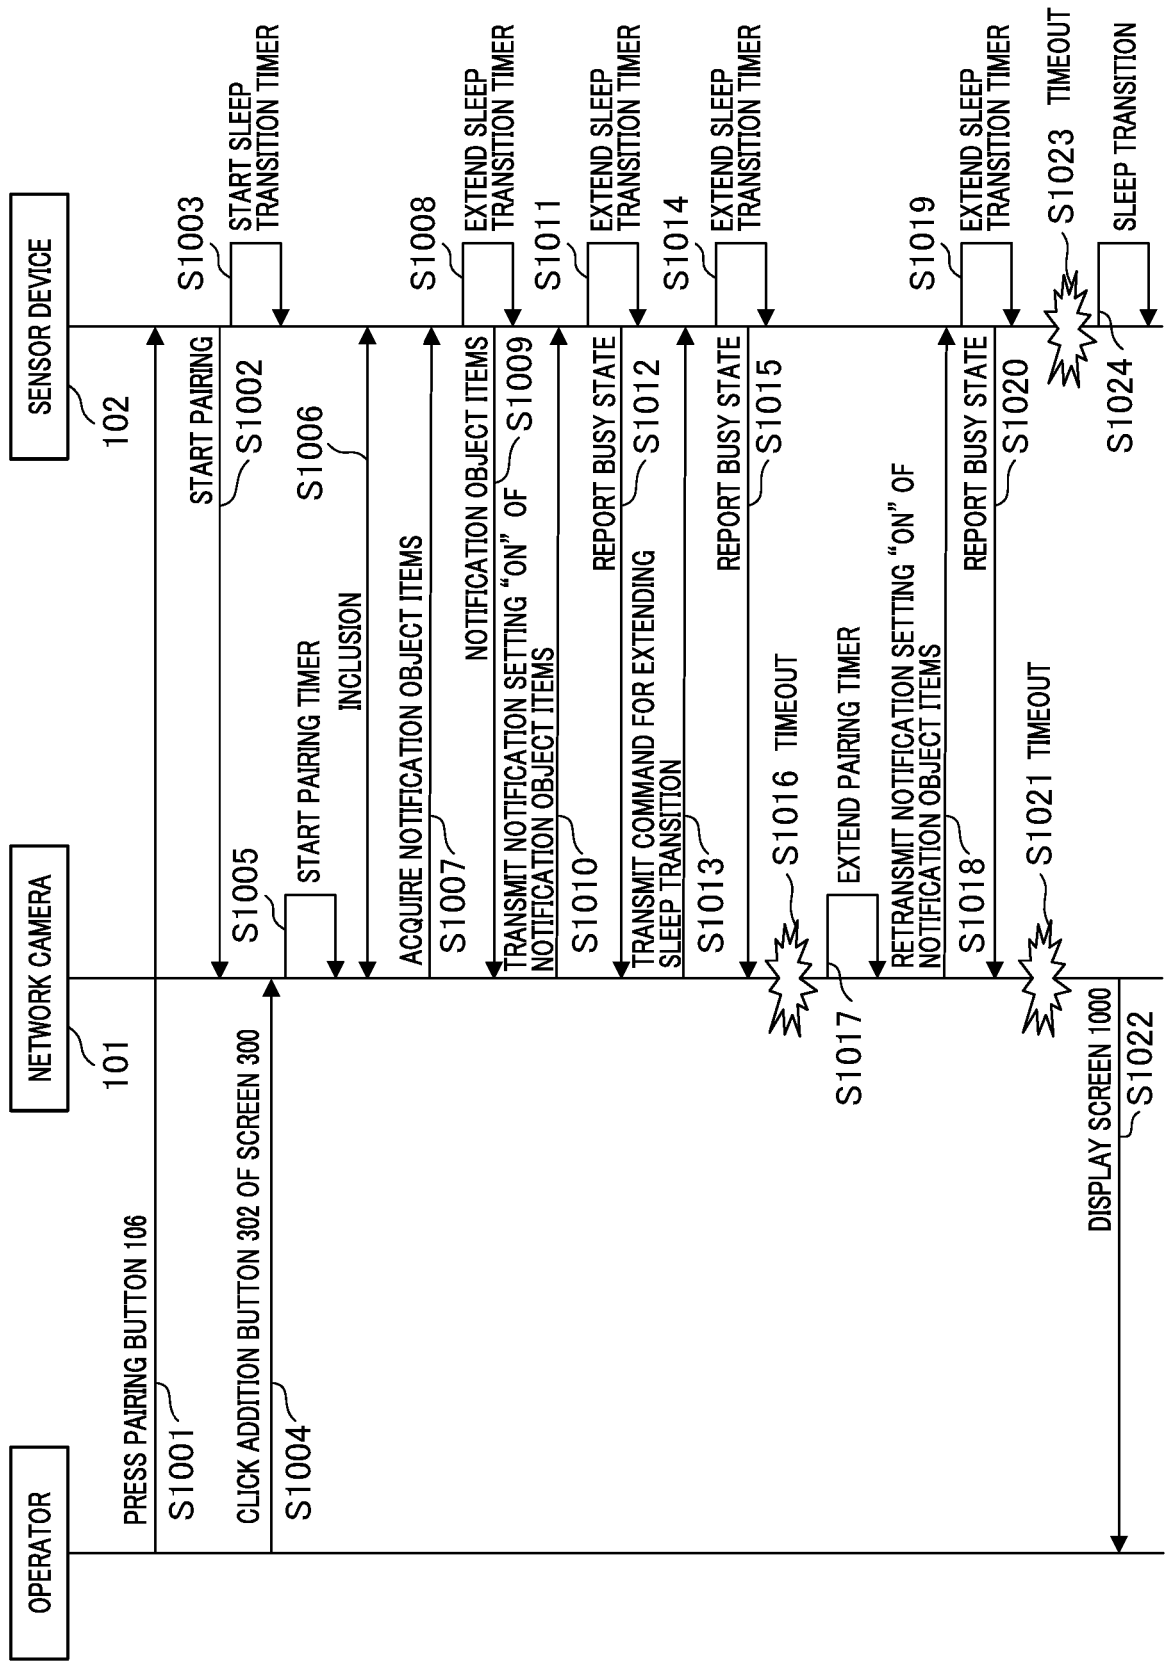 OPERATOR
NETWORK CAMERA
101
SENSOR DEVICE
102
PRESS PAIRING BUTTON 106
S1001
START PAIRING
S1002
S1003
START SLEEP
TRANSITION TIMER
CLICK ADDITION BUTTON 302 OF SCREEN 300
S1004
S1005
START PAIRING TIMER
INCLUSION
S1006
ACQUIRE NOTIFICATION OBJECT ITEMS
S1007
S1008
EXTEND SLEEP
TRANSITION TIMER
NOTIFICATION OBJECT ITEMS
S1009
TRANSMIT NOTIFICATION SETTING “ON” OF
NOTIFICATION OBJECT ITEMS
S1010
S1011
EXTEND SLEEP
TRANSITION TIMER
REPORT BUSY STATE
S1012
TRANSMIT COMMAND FOR EXTENDING
SLEEP TRANSITION
S1013
S1014
EXTEND SLEEP
TRANSITION TIMER
REPORT BUSY STATE
S1015
S1016 TIMEOUT
S1017
EXTEND PAIRING TIMER
RETRANSMIT NOTIFICATION SETTING “ON” OF
NOTIFICATION OBJECT ITEMS
S1018
S1019
EXTEND SLEEP
TRANSITION TIMER
REPORT BUSY STATE
S1020
S1021 TIMEOUT
S1023 TIMEOUT
DISPLAY SCREEN 1000
S1022
S1024
SLEEP TRANSITION